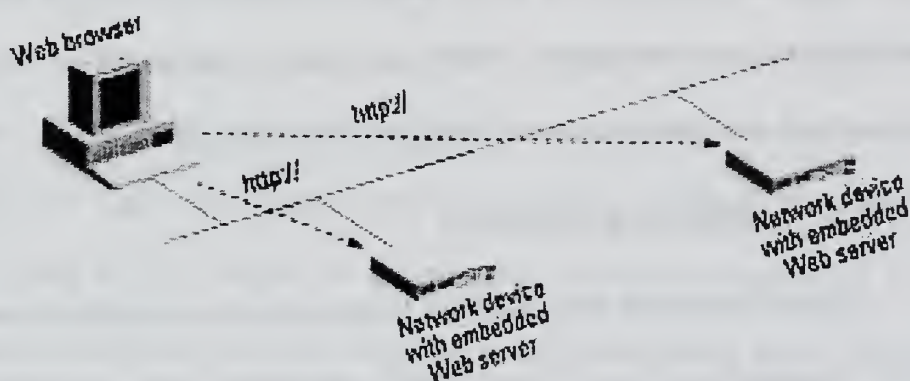 Web browser
http://
http://
Network device
with embedded
Web server
Network device
with embedded
Web server